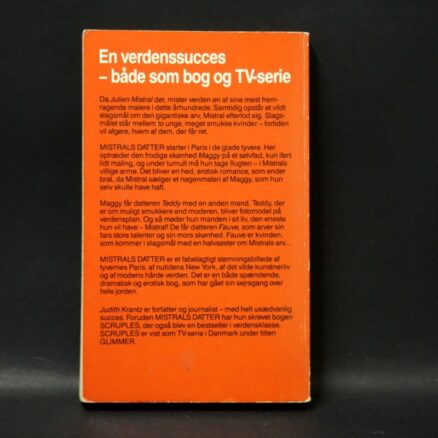 En verdenssucces
– både som bog og TV-serie
Da Julien Mistral dør, mister verden en af sine mest frem-
ragende malere i dette århundrede. Samtidig opstår et vildt
slagsmål om den gigantiske arv, Mistral efterlod sig. Slags-
målet står mellem to unge, meget smukke kvinder – fortiden
vil afgøre, hvem af dem, der får ret.
MISTRALS DATTER starter i Paris i de glade tyvere. Her
optræder den frodige skønhed Maggy på et sølvfad, kun iført
lidt maling, og under tumult må hun tage flugten – i Mistrals
villige arme. Det bliver en hed, erotisk romance, som ender
brat, da Mistral sælger et nøgenmaleri af Maggy, som hun
selv skulle have haft.
Maggy får datteren Teddy med en anden mand. Teddy, der
er om muligt smukkere end moderen, bliver fotomodel på
verdensplan. Og så møder hun manden i sit liv, den eneste
hun vil have – Mistral! De får datteren Fauve, som arver sin
fars store talenter og sin mors skønhed. Fauve er kvinden,
som kommer i slagsmål med en halvsøster om Mistrals arv...
MISTRALS DATTER er et fabelagtigt stemningsbillede af
tyvernes Paris, af nutidens New York, af det vilde kunstnerliv
og af modens hårde verden. Det er en både spændende,
dramatisk og erotisk bog, som har gået sin sejrsgang over
hele jorden.
Judith Krantz er forfatter og journalist – med helt usædvanlig
succes. Foruden MISTRALS DATTER har hun skrevet bogen
SCRUPLES, der også blev en bestseller i verdensklasse.
SCRUPLES er vist som TV-serie i Danmark under titlen
GLIMMER.